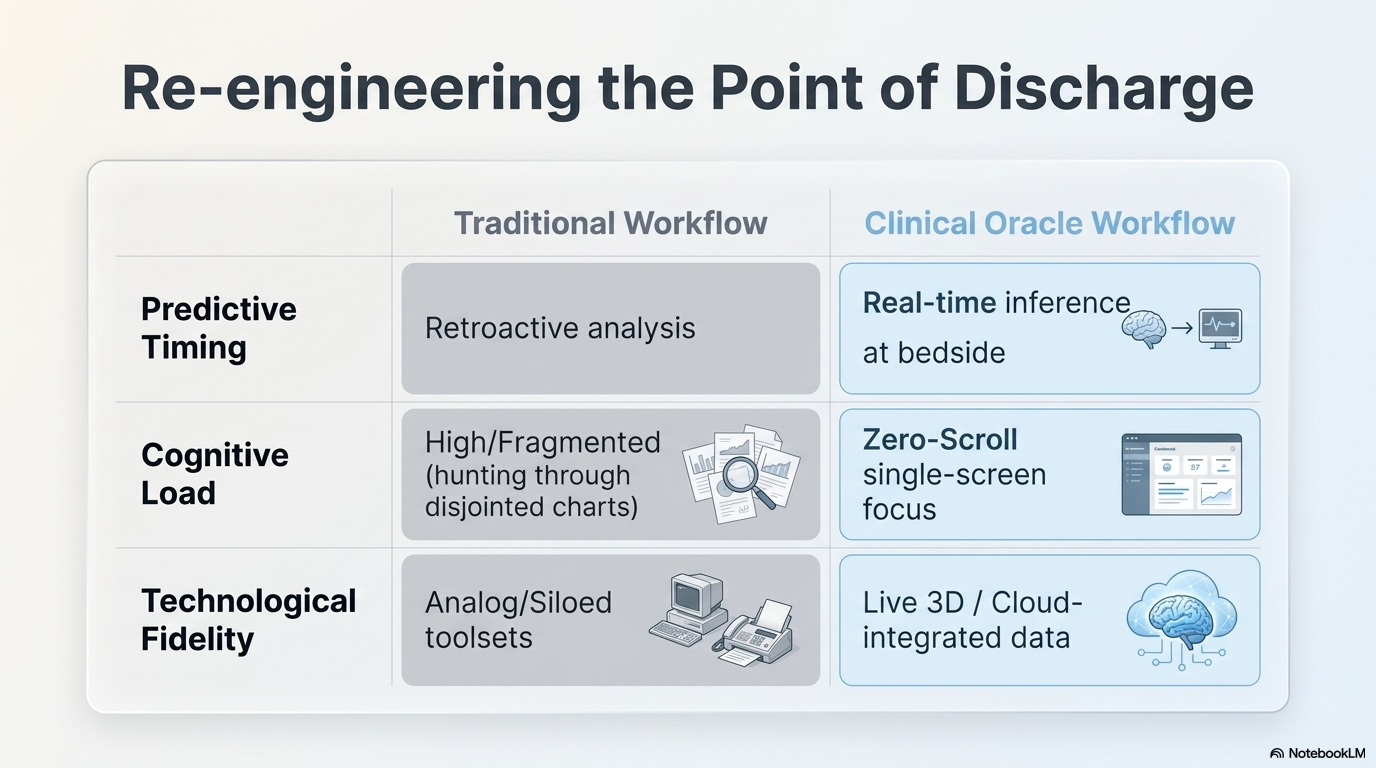 Re-engineering the Point of Discharge
Traditional Workflow
Clinical Oracle Workflow
Predictive
Timing
Retroactive analysis
Real-time inference
at bedside
Cognitive
Load
High/Fragmented
(hunting through
disjointed charts)
Zero-Scroll
single-screen
focus
87
Technological
Fidelity
Analog/Siloed
toolsets
Live 3D / Cloud-
integrated data
NotebookLM